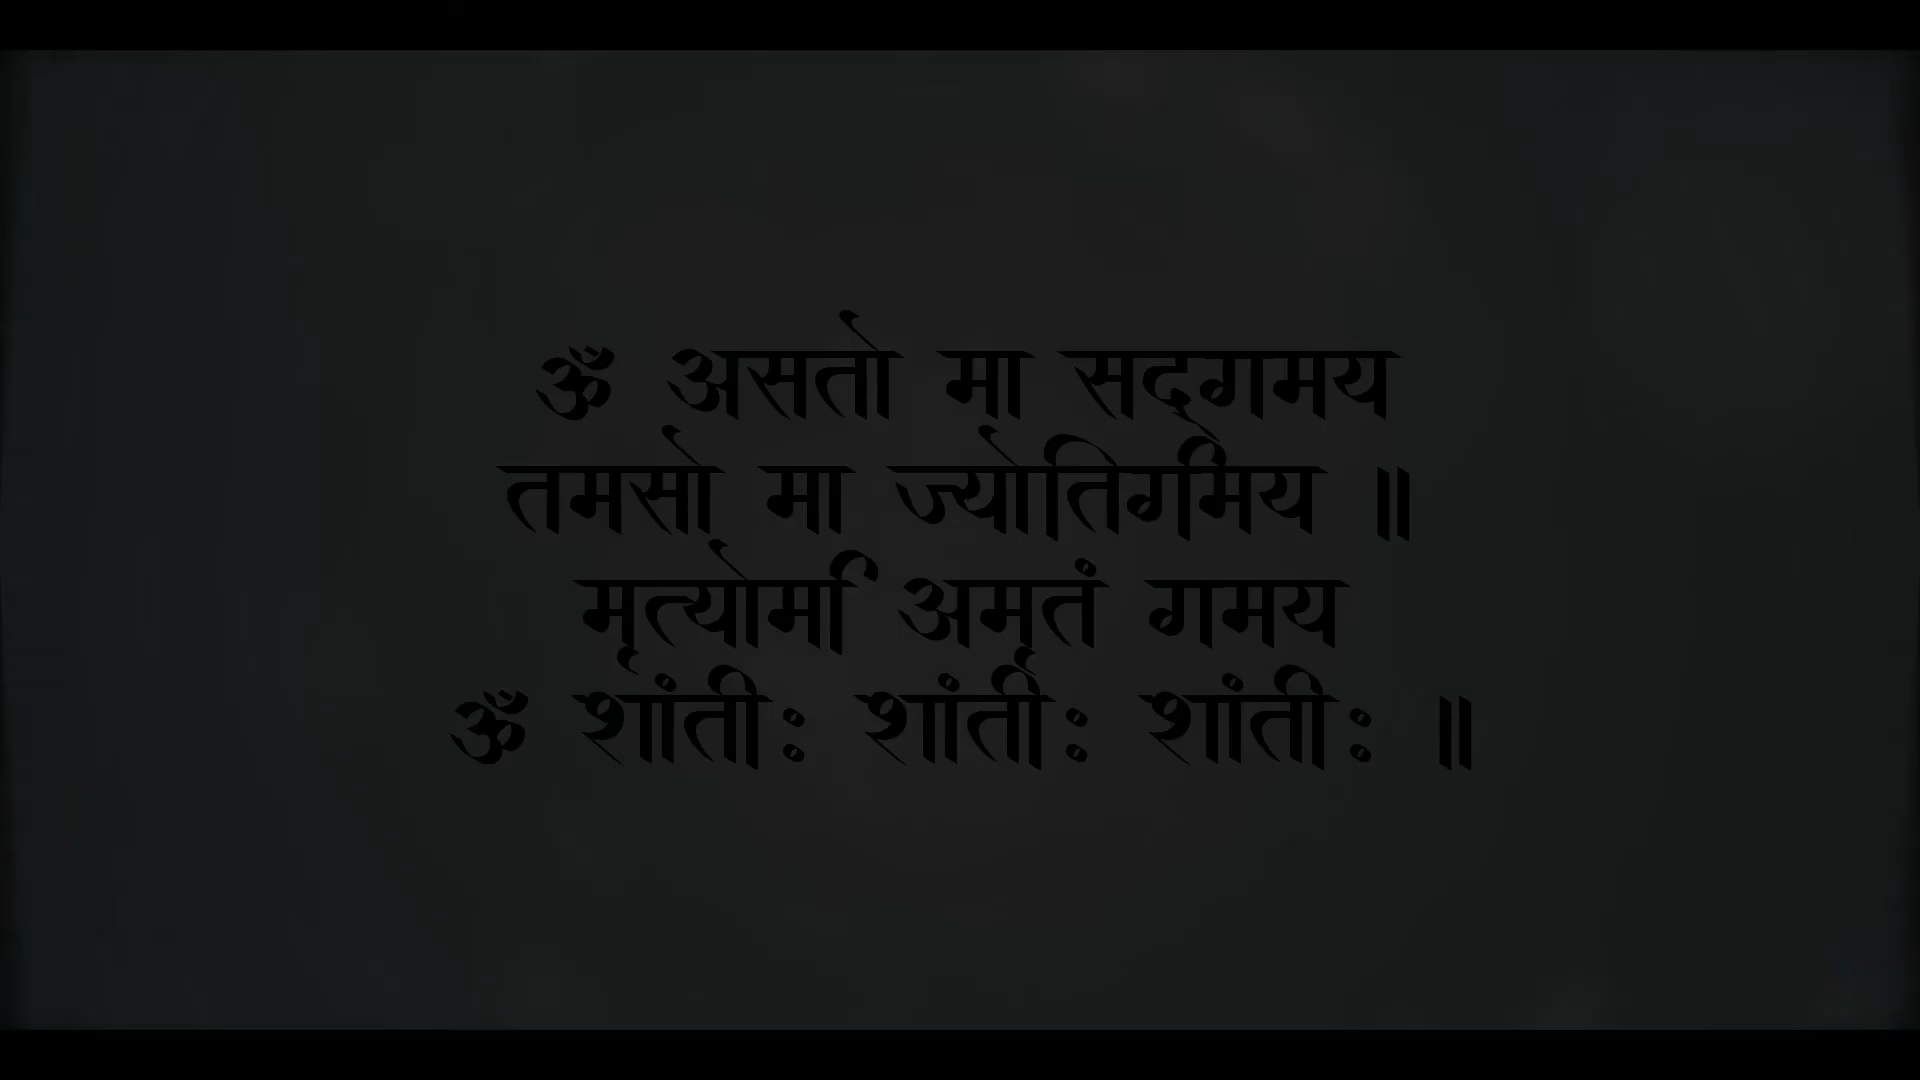 ॐ असतो मा सद्गमय
तमसो मा ज्योतिर्गमय ॥
मृत्योर्मा अमृतं गमय
ॐ शांतीः शांतीः शांतीः ॥